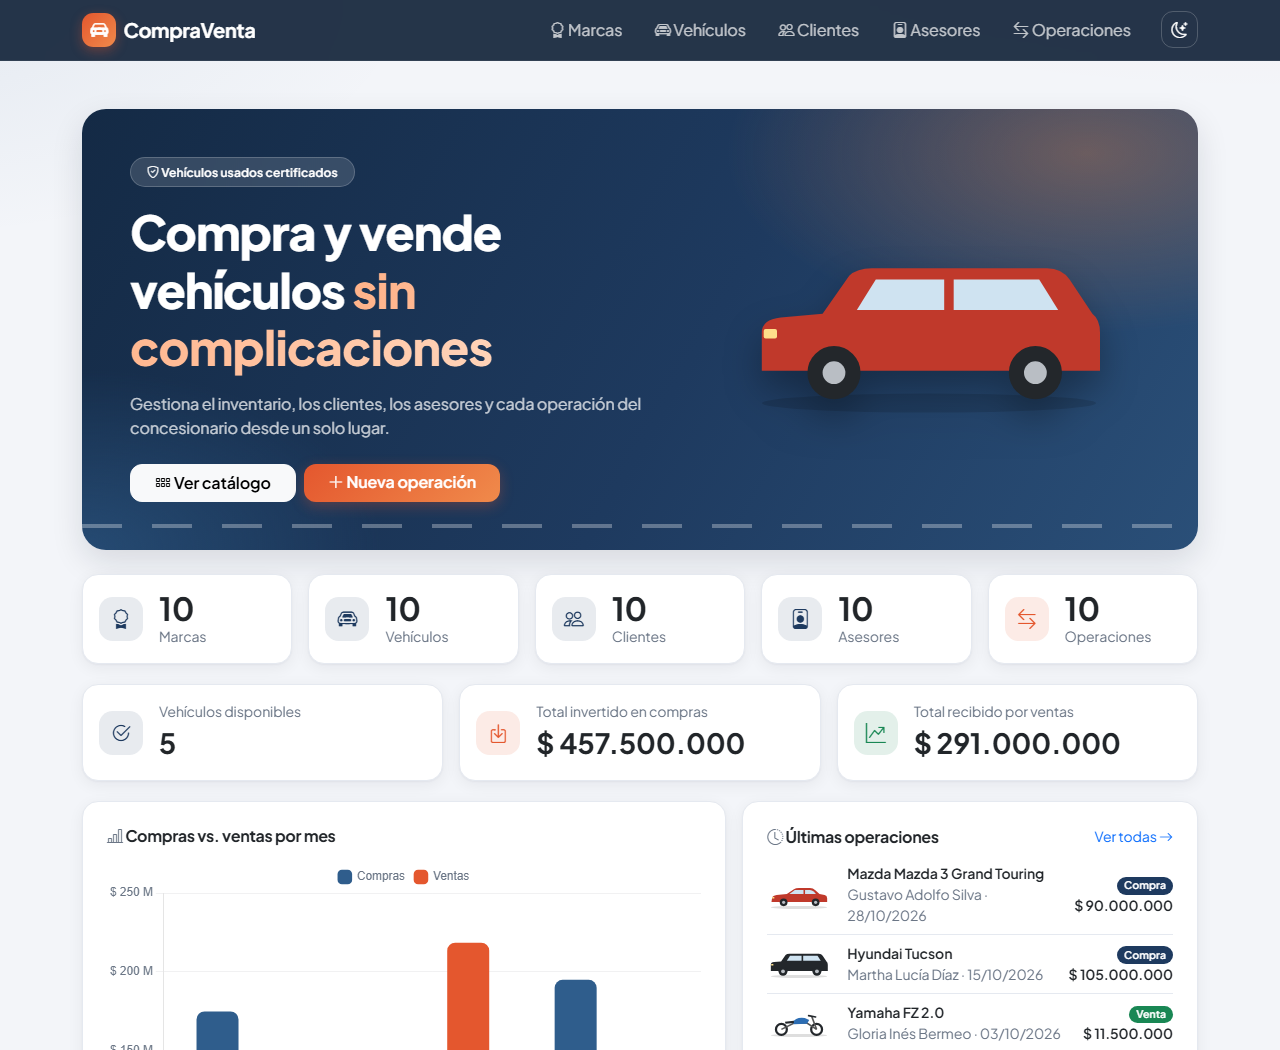 CompraVenta
Marcas Vehículos Clientes Asesores Operaciones
Vehículos usados certificados
Compra y vende
vehículos sin
complicaciones
Gestiona el inventario, los clientes, los asesores y cada operación del
concesionario desde un solo lugar.
Ver catálogo
Nueva operación
10
Marcas
10
Vehículos
10
Clientes
10
Asesores
10
Operaciones
Vehículos disponibles
5
Total invertido en compras
$ 457.500.000
Total recibido por ventas
$ 291.000.000
Compras vs. ventas por mes
Compras Ventas
$ 250 M
$ 200 M
$ 150 M
Últimas operaciones
Ver todas →
Mazda Mazda 3 Grand Touring
Gustavo Adolfo Silva ·
28/10/2026
Compra
$ 90.000.000
Hyundai Tucson
Martha Lucía Díaz · 15/10/2026
Compra
$ 105.000.000
Yamaha FZ 2.0
Gloria Inés Bermeo · 03/10/2026
Venta
$ 11.500.000